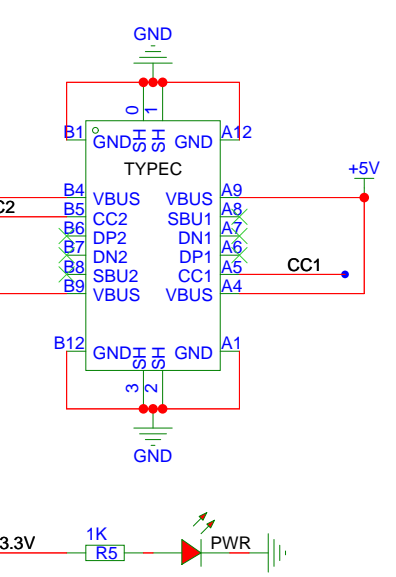 GND
0 1
B1 GND SH SH GND A12
TYPEC
+5V
B4 VBUS VBUS A9
C2 B5 CC2 SBU1 A8
B6 DP2 DN1 A7
B7 DN2 DP1 A6
B8 SBU2 CC1 A5 CC1
B9 VBUS VBUS A4
B12 GND SH SH GND A1
3 2
GND
1K
3.3V R5 PWR